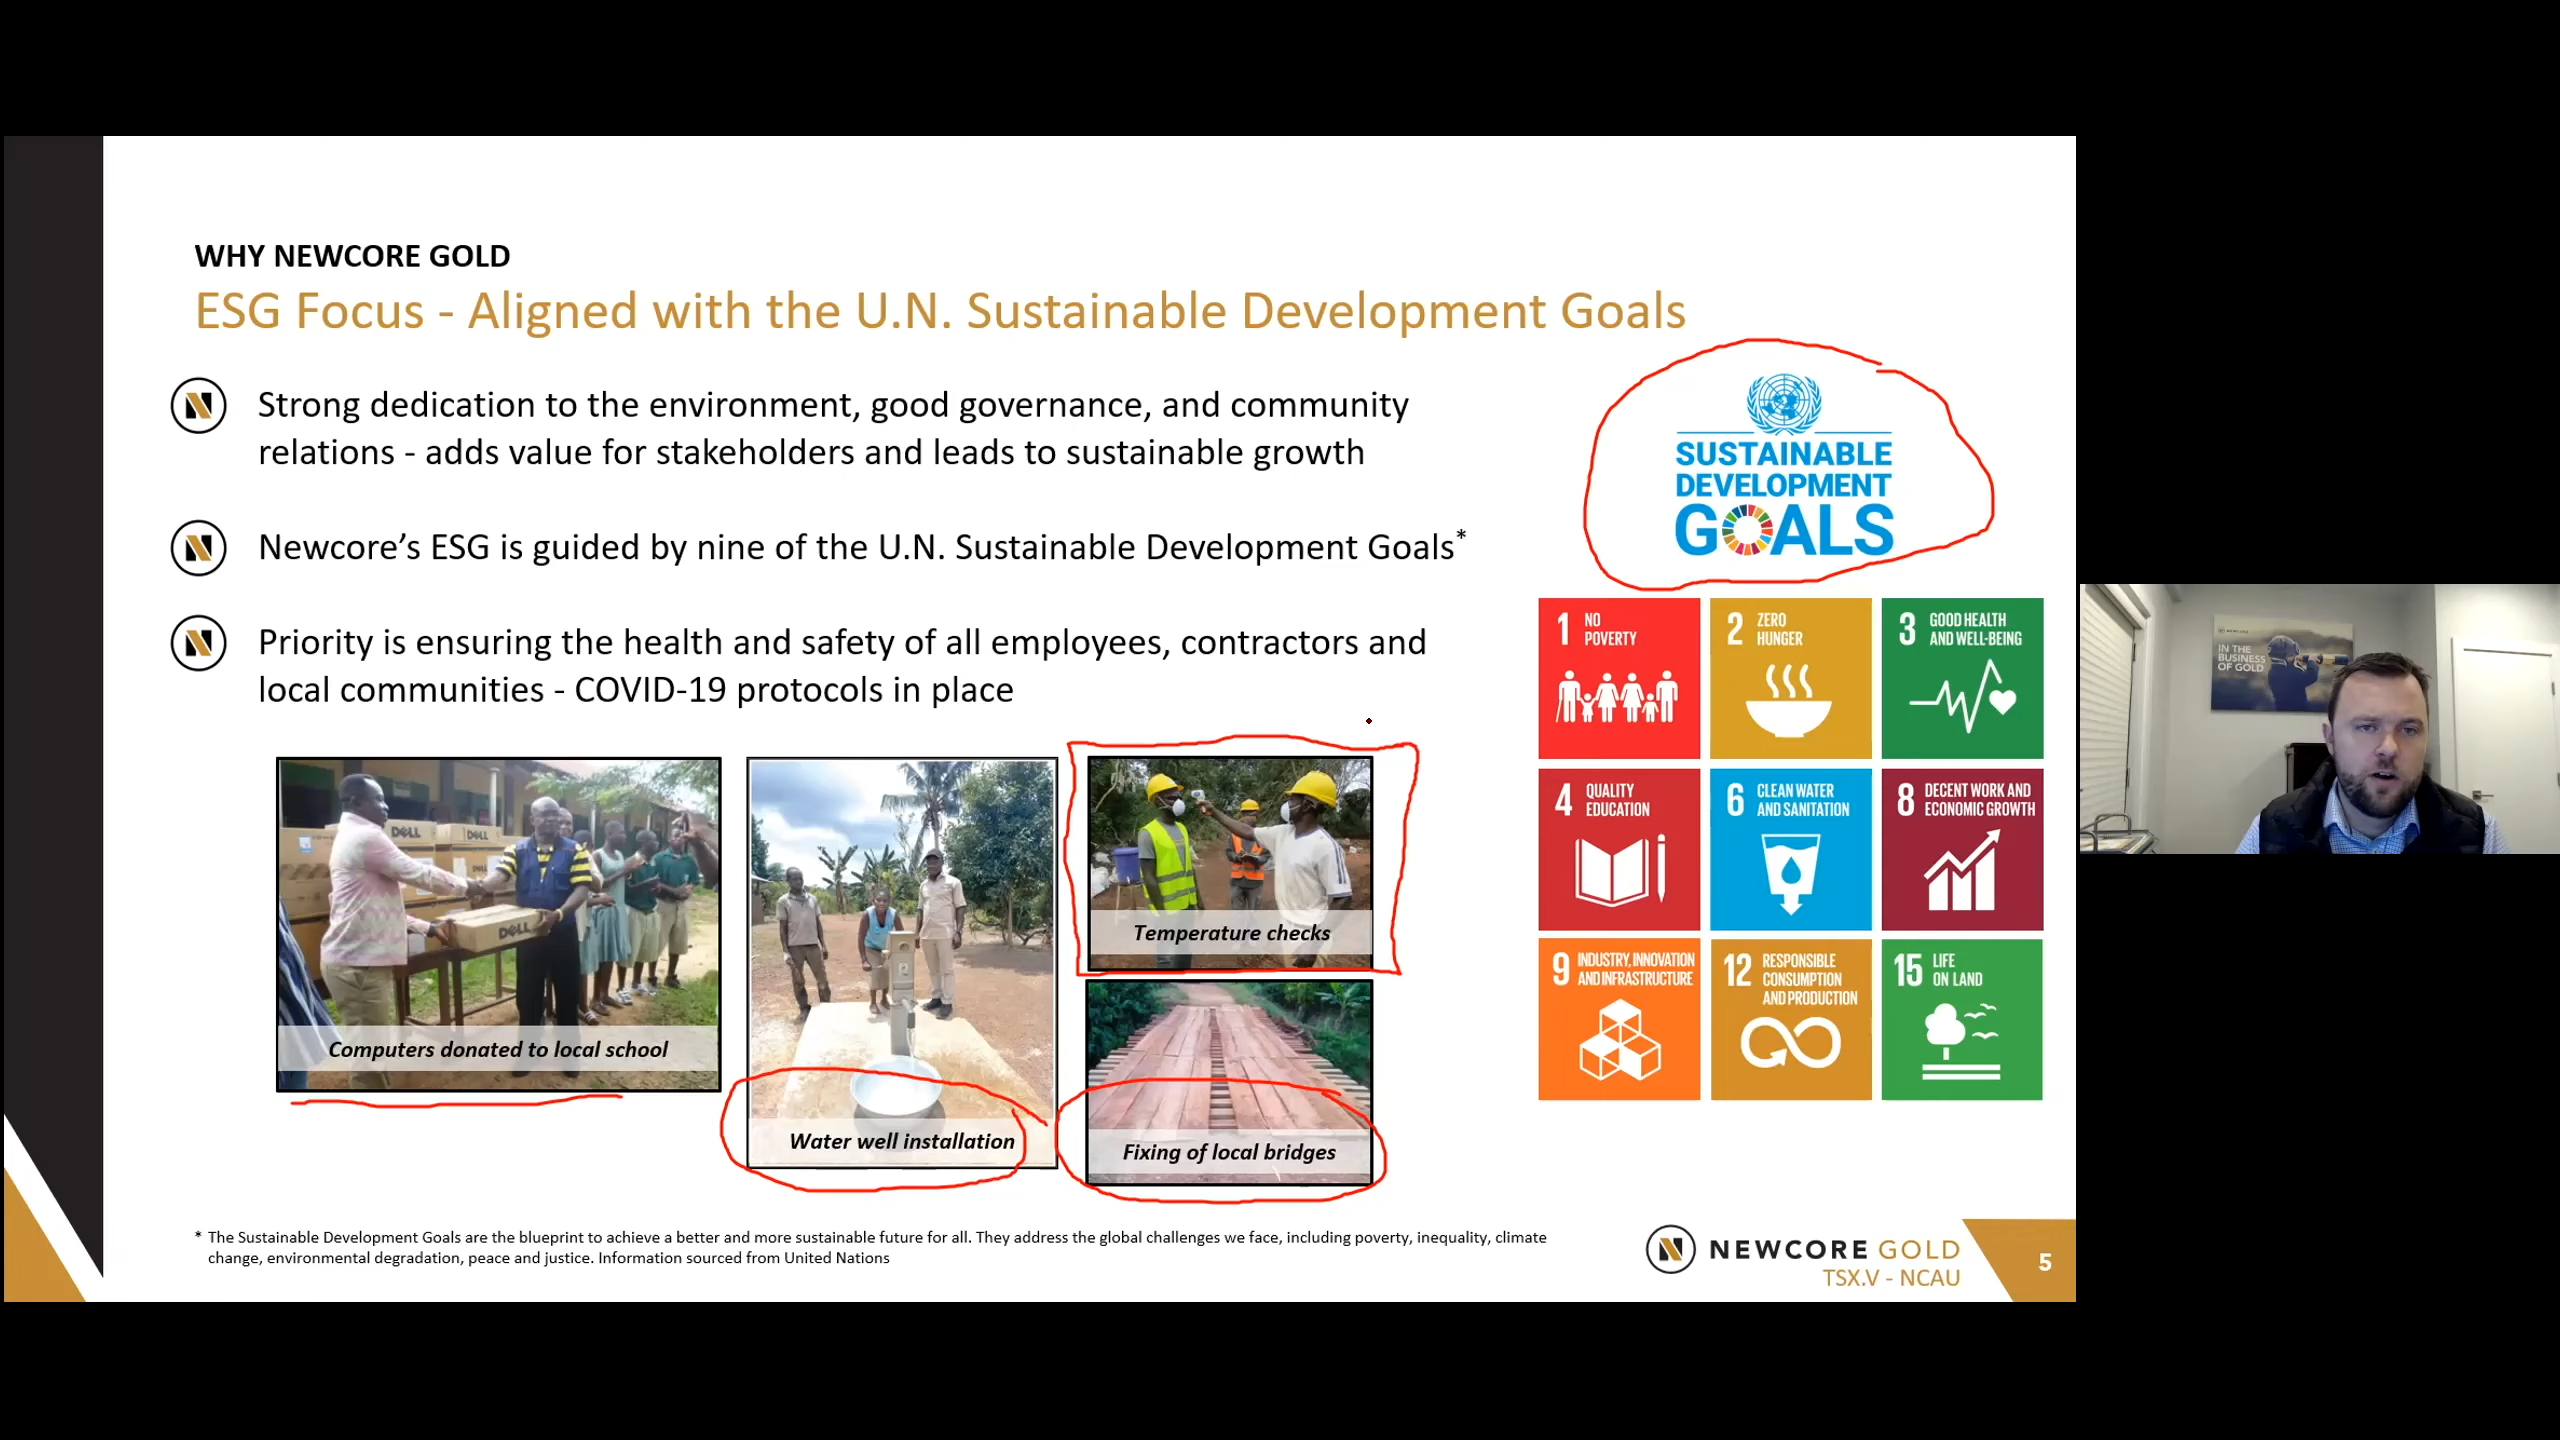 WHY NEWCORE GOLD
ESG Focus - Aligned with the U.N. Sustainable Development Goals
Strong dedication to the environment, good governance, and community
relations - adds value for stakeholders and leads to sustainable growth
Newcore's ESG is guided by nine of the U.N. Sustainable Development Goals*
Priority is ensuring the health and safety of all employees, contractors and
local communities - COVID-19 protocols in place
SUSTAINABLE
DEVELOPMENT
GOALS
1 NO
POVERTY
2 ZERO
HUNGER
3 GOOD HEALTH
AND WELL-BEING
4 QUALITY
EDUCATION
6 CLEAN WATER
AND SANITATION
8 DECENT WORK AND
ECONOMIC GROWTH
9 INDUSTRY, INNOVATION
AND INFRASTRUCTURE
12 RESPONSIBLE
CONSUMPTION
AND PRODUCTION
15 LIFE
ON LAND
DELL
DELL
DELL
Computers donated to local school
Water well installation
Temperature checks
Fixing of local bridges
* The Sustainable Development Goals are the blueprint to achieve a better and more sustainable future for all. They address the global challenges we face, including poverty, inequality, climate
change, environmental degradation, peace and justice. Information sourced from United Nations
N NEWCORE GOLD
TSX.V - NCAU
5
IN THE
BUSINESS
OF GOLD